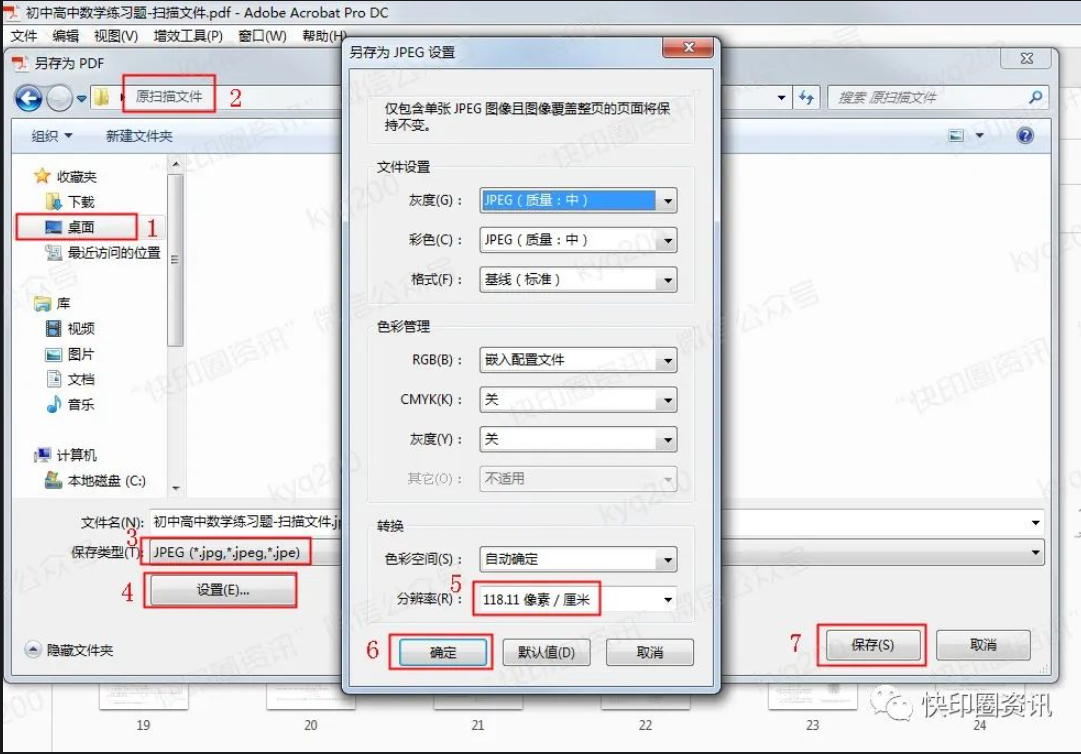 初中高中数学练习题-扫描文件.pdf - Adobe Acrobat Pro DC
文件 编辑 视图(V) 增效工具(P) 窗口(W) 帮助(H)
另存为 PDF
原扫描文件 2
搜索 原扫描文件
组织 新建文件夹
收藏夹
下载
桌面 1
最近访问的位置
库
视频
图片
文档
音乐
计算机
本地磁盘 (C:)
文件名(N): 初中高中数学练习题-扫描文件.j
3
保存类型(T): JPEG (*.jpg,*.jpeg,*.jpe)
4 设置(E)...
隐藏文件夹
另存为 JPEG 设置
仅包含单张 JPEG 图像且图像覆盖整页的页面将保
持不变。
文件设置
灰度(G)： JPEG ( 质量：中 )
彩色(C)： JPEG ( 质量：中 )
格式(F)： 基线 ( 标准 )
色彩管理
RGB(B)： 嵌入配置文件
CMYK(K)： 关
灰度(Y)： 关
其它(O)： 不适用
转换
色彩空间(S)： 自动确定
5
分辨率(R)： 118.11 像素 / 厘米
6 确定 默认值(D) 取消
7 保存(S) 取消
19 20 21 22 23 24
快印圈资讯
“快印圈资讯”
微信公众号
kyq200